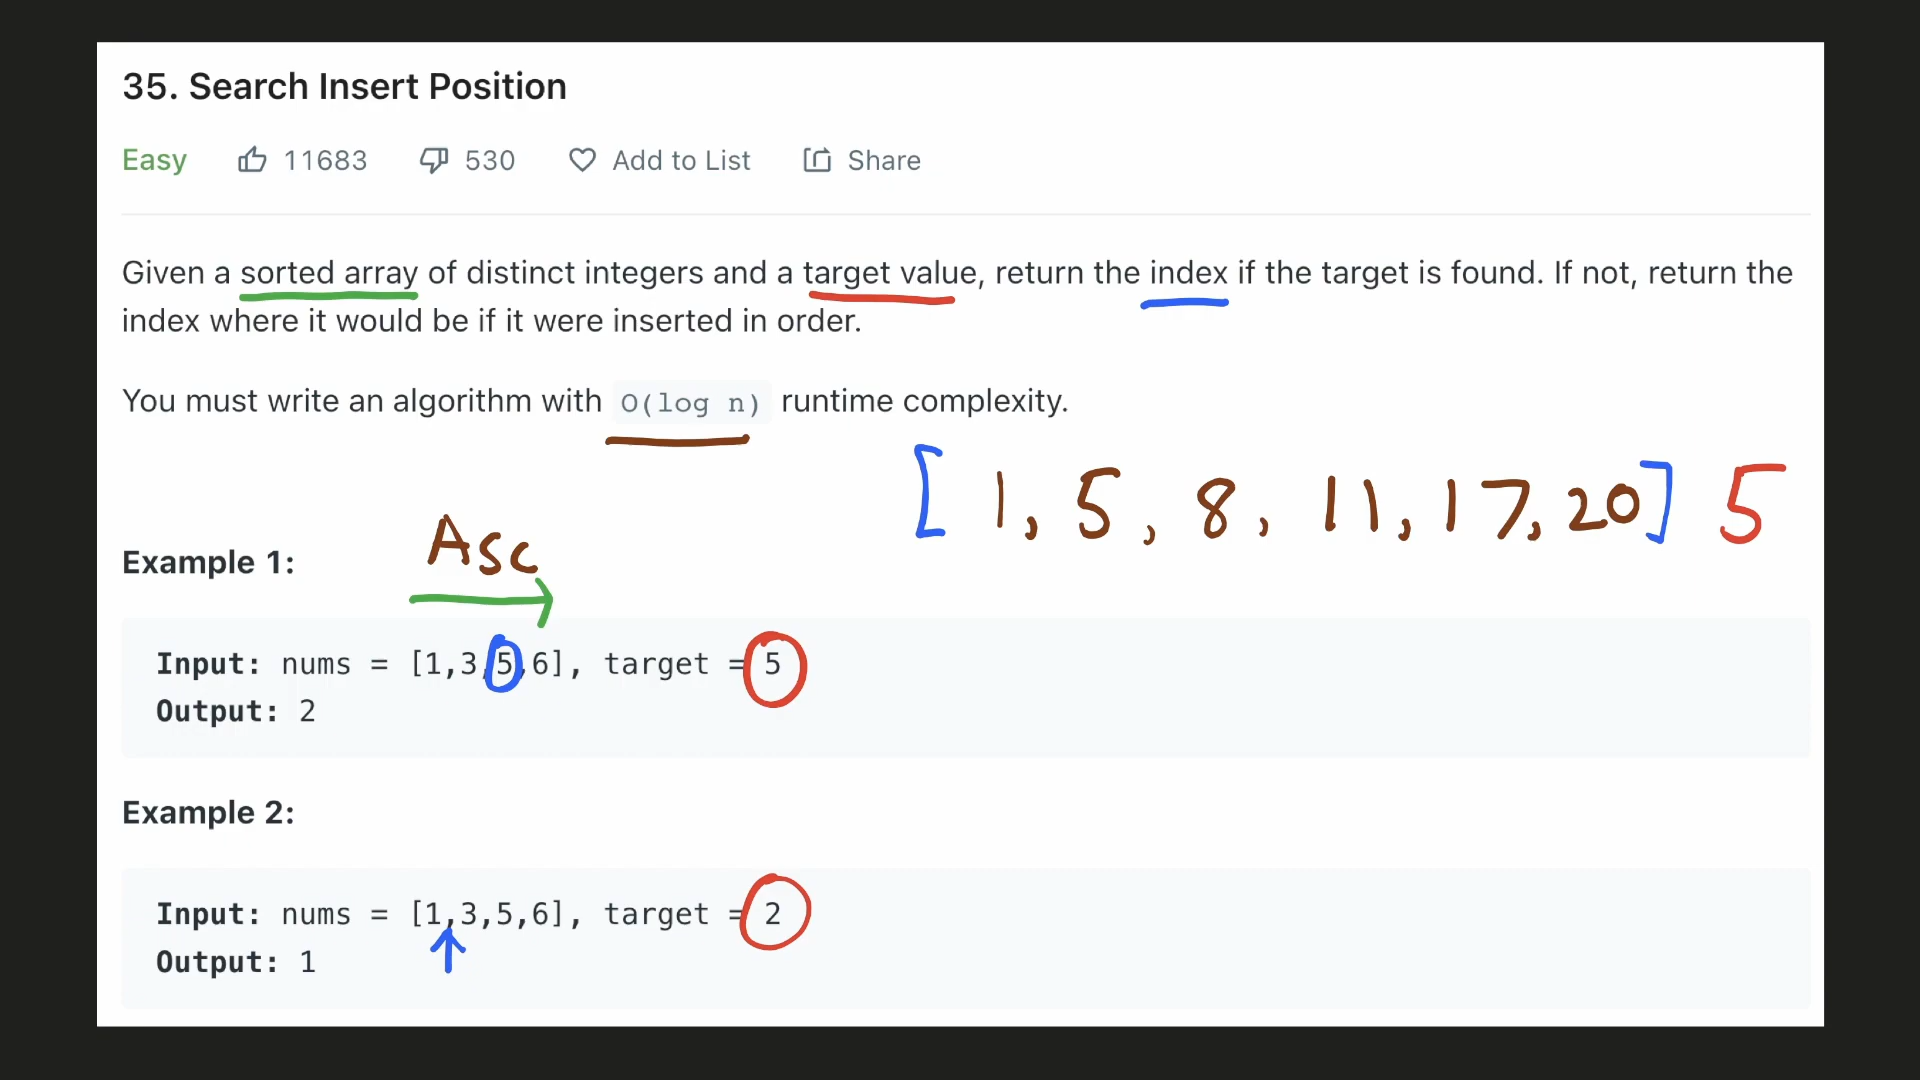 35. Search Insert Position
Easy 11683 530 Add to List Share
Given a sorted array of distinct integers and a target value, return the index if the target is found. If not, return the
index where it would be if it were inserted in order.
You must write an algorithm with O(log n) runtime complexity.
[ 1, 5, 8, 11, 17, 20] 5
Asc
Example 1:
Input: nums = [1,3,5,6], target = 5
Output: 2
Example 2:
Input: nums = [1,3,5,6], target = 2
Output: 1